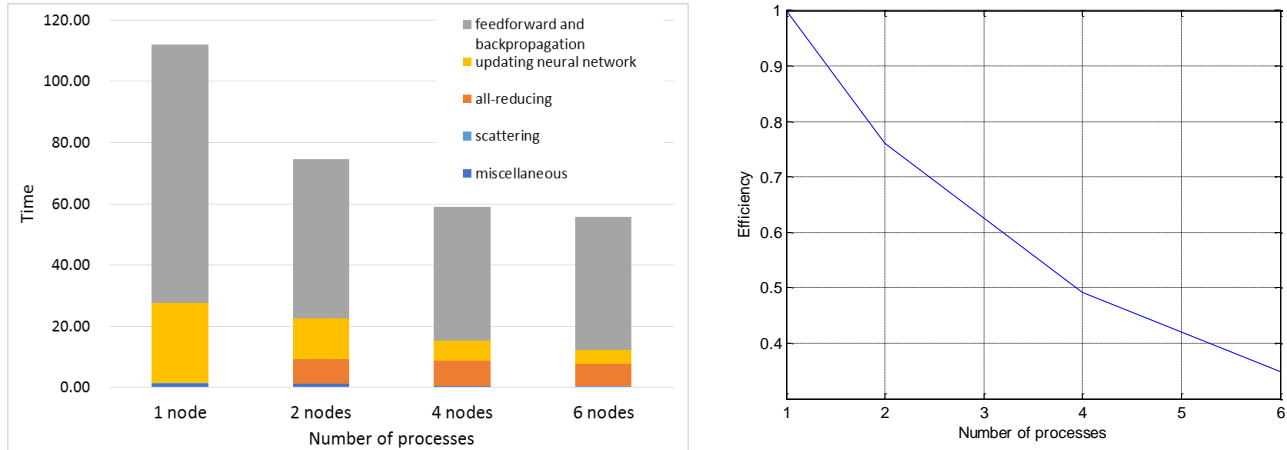 120.00
100.00
80.00
60.00
40.00
20.00
0.00
Time
feedforward and
backpropagation
updating neural network
all-reducing
scattering
miscellaneous
1 node
2 nodes
4 nodes
6 nodes
Number of processes
1
0.9
0.8
0.7
0.6
0.5
0.4
Efficiency
1
2
3
4
5
6
Number of processes